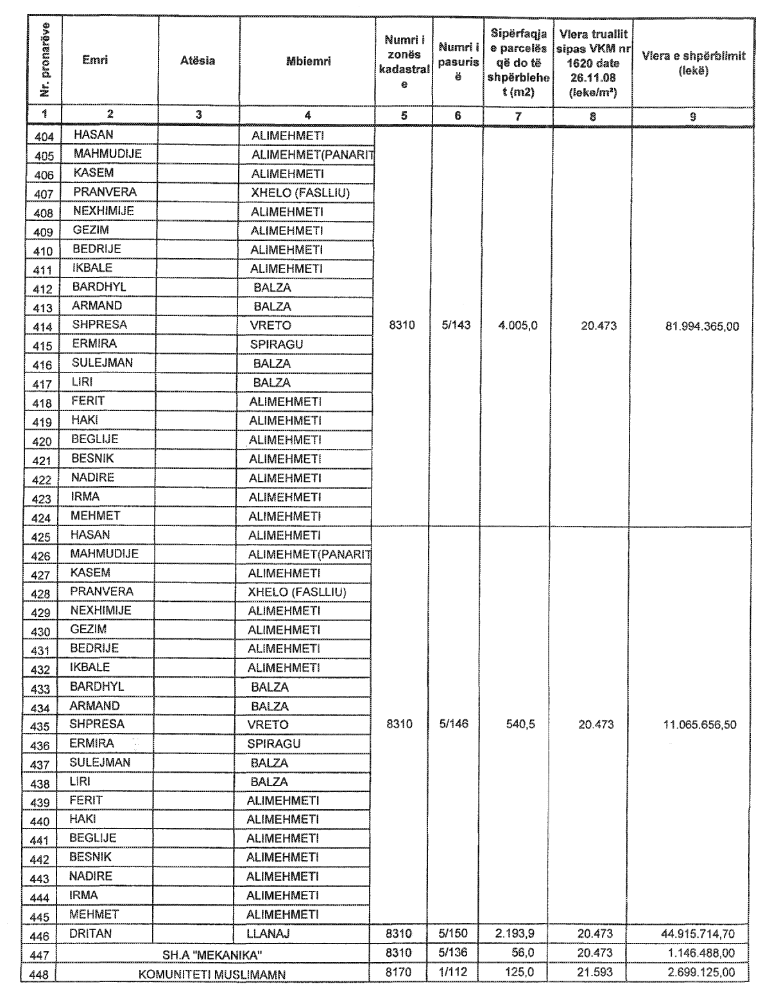 Nr. pronarëve
Emri
Atësia
Mbiemri
Numri i
zonës
kadastral
e
Numri i
pasuris
ë
Sipërfaqja
e parcelës
që do të
shpërblehe
t (m2)
Vlera truallit
sipas VKM nr
1620 date
26.11.08
(leke/m²)
Vlera e shpërblimit
(lekë)
1 2 3 4 5 6 7 8 9
404 HASAN ALIMEHMETI
405 MAHMUDIJE ALIMEHMET(PANARIT
406 KASEM ALIMEHMETI
407 PRANVERA XHELO (FASLLIU)
408 NEXHIMIJE ALIMEHMETI
409 GEZIM ALIMEHMETI
410 BEDRIJE ALIMEHMETI
411 IKBALE ALIMEHMETI
412 BARDHYL BALZA
413 ARMAND BALZA
414 SHPRESA VRETO 8310 5/143 4.005,0 20.473 81.994.365,00
415 ERMIRA SPIRAGU
416 SULEJMAN BALZA
417 LIRI BALZA
418 FERIT ALIMEHMETI
419 HAKI ALIMEHMETI
420 BEGLIJE ALIMEHMETI
421 BESNIK ALIMEHMETI
422 NADIRE ALIMEHMETI
423 IRMA ALIMEHMETI
424 MEHMET ALIMEHMETI
425 HASAN ALIMEHMETI
426 MAHMUDIJE ALIMEHMET(PANARIT
427 KASEM ALIMEHMETI
428 PRANVERA XHELO (FASLLIU)
429 NEXHIMIJE ALIMEHMETI
430 GEZIM ALIMEHMETI
431 BEDRIJE ALIMEHMETI
432 IKBALE ALIMEHMETI
433 BARDHYL BALZA
434 ARMAND BALZA
435 SHPRESA VRETO 8310 5/146 540,5 20.473 11.065.656,50
436 ERMIRA SPIRAGU
437 SULEJMAN BALZA
438 LIRI BALZA
439 FERIT ALIMEHMETI
440 HAKI ALIMEHMETI
441 BEGLIJE ALIMEHMETI
442 BESNIK ALIMEHMETI
443 NADIRE ALIMEHMETI
444 IRMA ALIMEHMETI
445 MEHMET ALIMEHMETI
446 DRITAN LLANAJ 8310 5/150 2.193,9 20.473 44.915.714,70
447 SH.A "MEKANIKA" 8310 5/136 56,0 20.473 1.146.488,00
448 KOMUNITETI MUSLIMAMN 8170 1/112 125,0 21.593 2.699.125,00